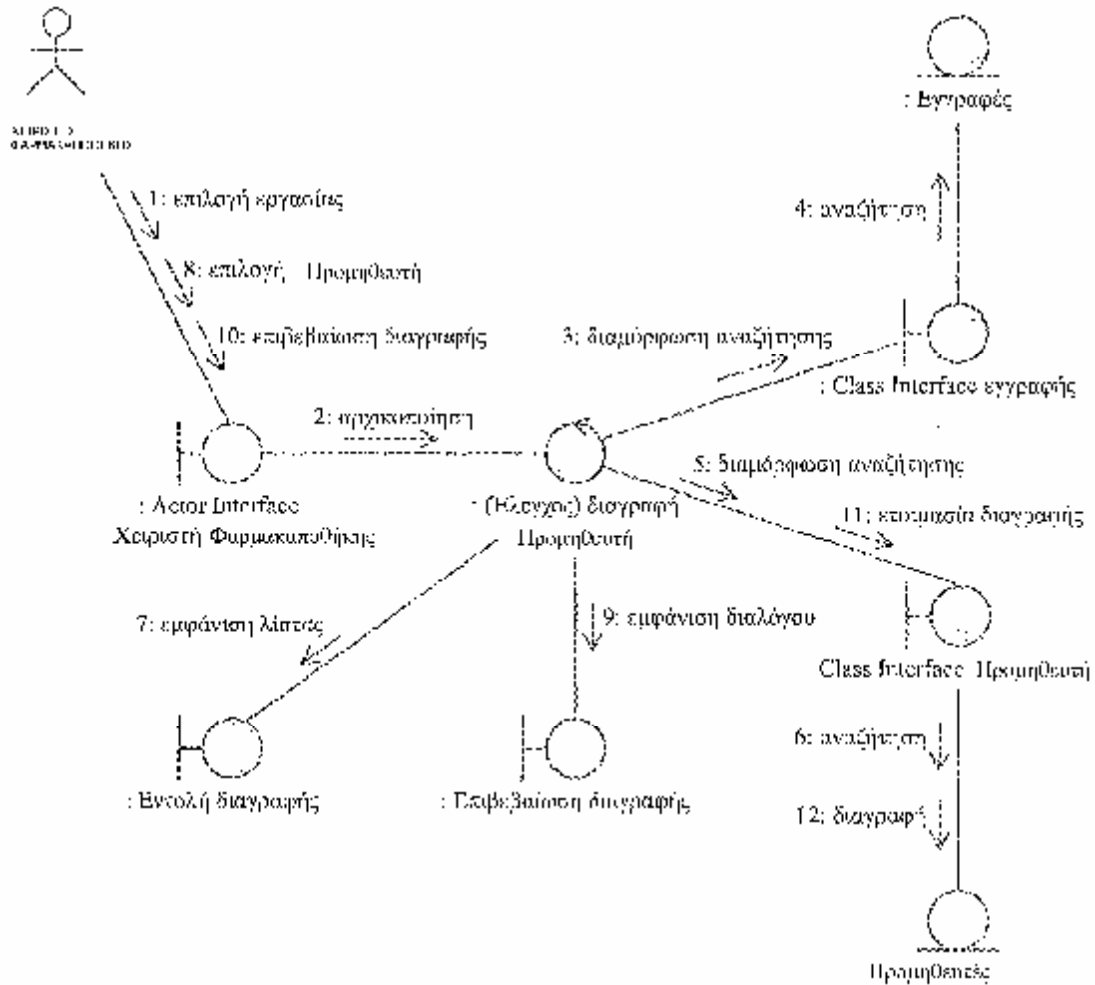 : Εγγραφές
1: επιλογή εργασίας
4: αναζήτηση
8: επιλογή Προμηθευτή
10: επιβεβαίωση διαγραφής
3: διαμόρφωση αναζήτησης
: Class Interface εγγραφής
2: αρχικοποίηση
5: διαμόρφωση αναζήτησης
: Actor Interface
Χειριστή Φαρμακαποθήκης
: (Έλεγχος) διαγραφή
Προμηθευτή
11: ετοιμασία διαγραφής
7: εμφάνιση λίστας
9: εμφάνιση διαλόγου
Class Interface Προμηθευτή
6: αναζήτηση
: Εντολή διαγραφής
: Επιβεβαίωση διαγραφής
12: διαγραφή
Προμηθευτές